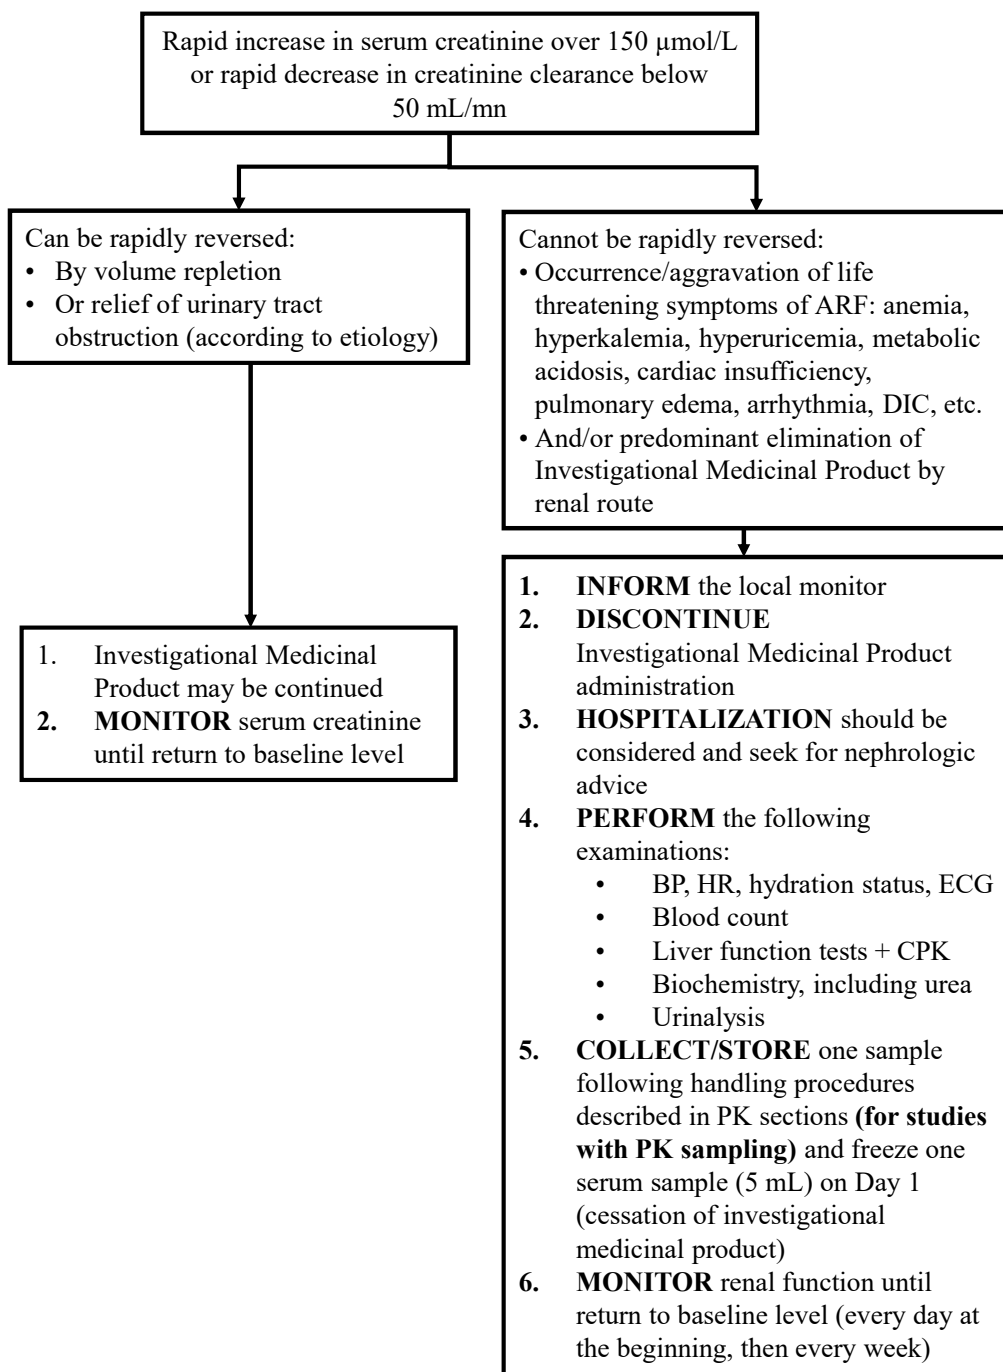 Rapid increase in serum creatinine over 150 µmol/L
or rapid decrease in creatinine clearance below
50 mL/mn
Can be rapidly reversed:
• By volume repletion
• Or relief of urinary tract
obstruction (according to etiology)
Cannot be rapidly reversed:
• Occurrence/aggravation of life
threatening symptoms of ARF: anemia,
hyperkalemia, hyperuricemia, metabolic
acidosis, cardiac insufficiency,
pulmonary edema, arrhythmia, DIC, etc.
• And/or predominant elimination of
Investigational Medicinal Product by
renal route
1. Investigational Medicinal
Product may be continued
2. MONITOR serum creatinine
until return to baseline level
1. INFORM the local monitor
2. DISCONTINUE
Investigational Medicinal Product
administration
3. HOSPITALIZATION should be
considered and seek for nephrologic
advice
4. PERFORM the following
examinations:
• BP, HR, hydration status, ECG
• Blood count
• Liver function tests + CPK
• Biochemistry, including urea
• Urinalysis
5. COLLECT/STORE one sample
following handling procedures
described in PK sections (for studies
with PK sampling) and freeze one
serum sample (5 mL) on Day 1
(cessation of investigational
medicinal product)
6. MONITOR renal function until
return to baseline level (every day at
the beginning, then every week)